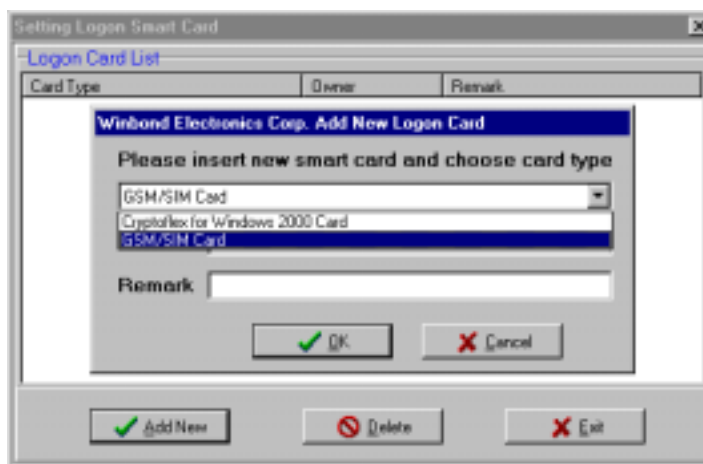 Setting Logon Smart Card
Logon Card List
Card Type Owner Remark
Winbond Electronics Corp. Add New Logon Card
Please insert new smart card and choose card type
GSM/SIM Card
Cryptoflex for Windows 2000 Card
GSM/SIM Card
Remark
OK Cancel
Add New Delete Exit